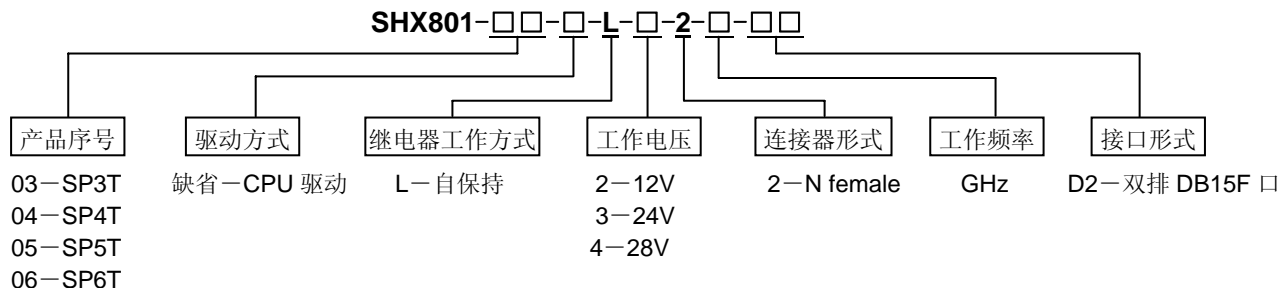 SHX801-□□-□-L-□-2-□-□□
产品序号 驱动方式 继电器工作方式 工作电压 连接器形式 工作频率 接口形式
03－SP3T 缺省－CPU 驱动 L－自保持 2－12V 2－N female GHz D2－双排 DB15F 口
04－SP4T 3－24V
05－SP5T 4－28V
06－SP6T